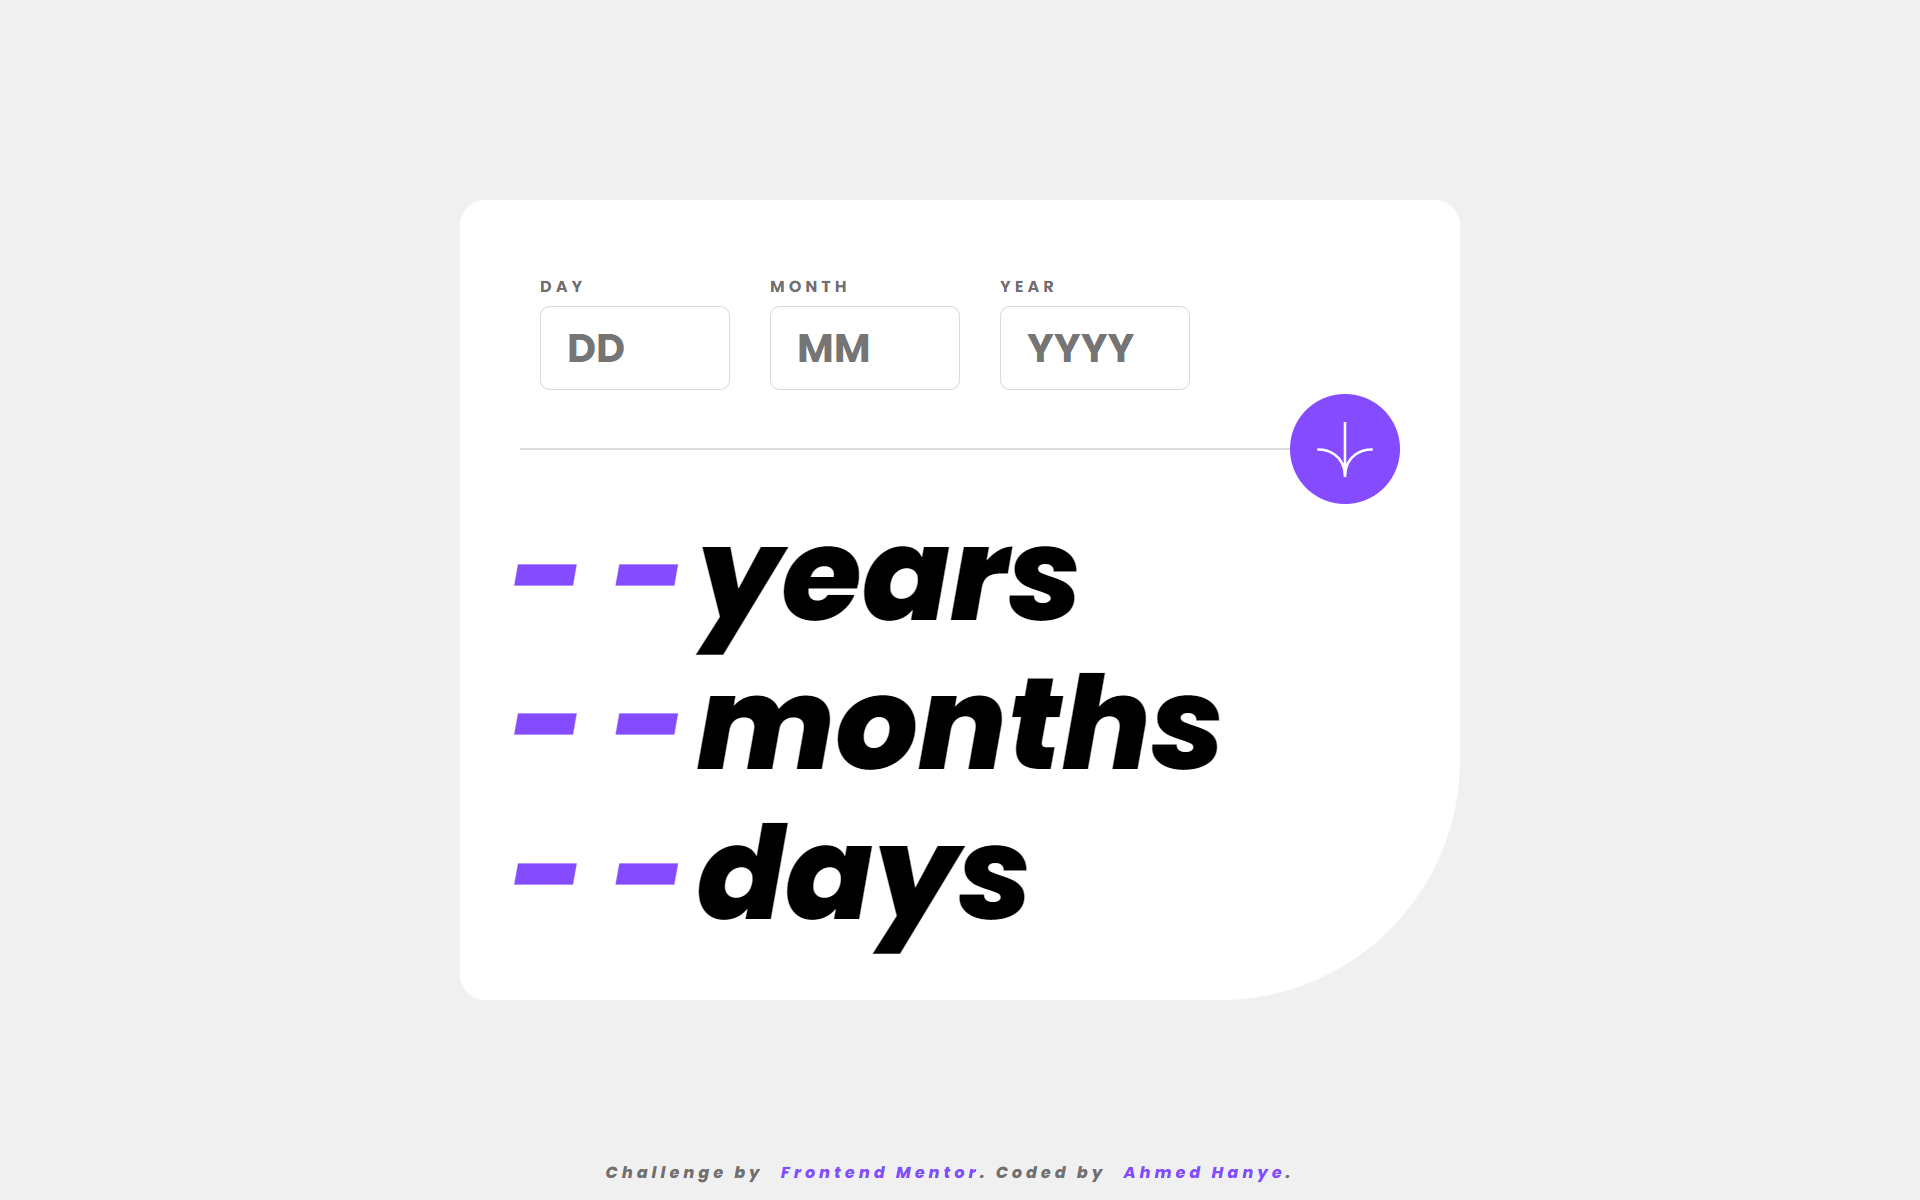 DAY MONTH YEAR
DD MM YYYY
- - years
- - months
- - days
Challenge by Frontend Mentor. Coded by Ahmed Hanye.